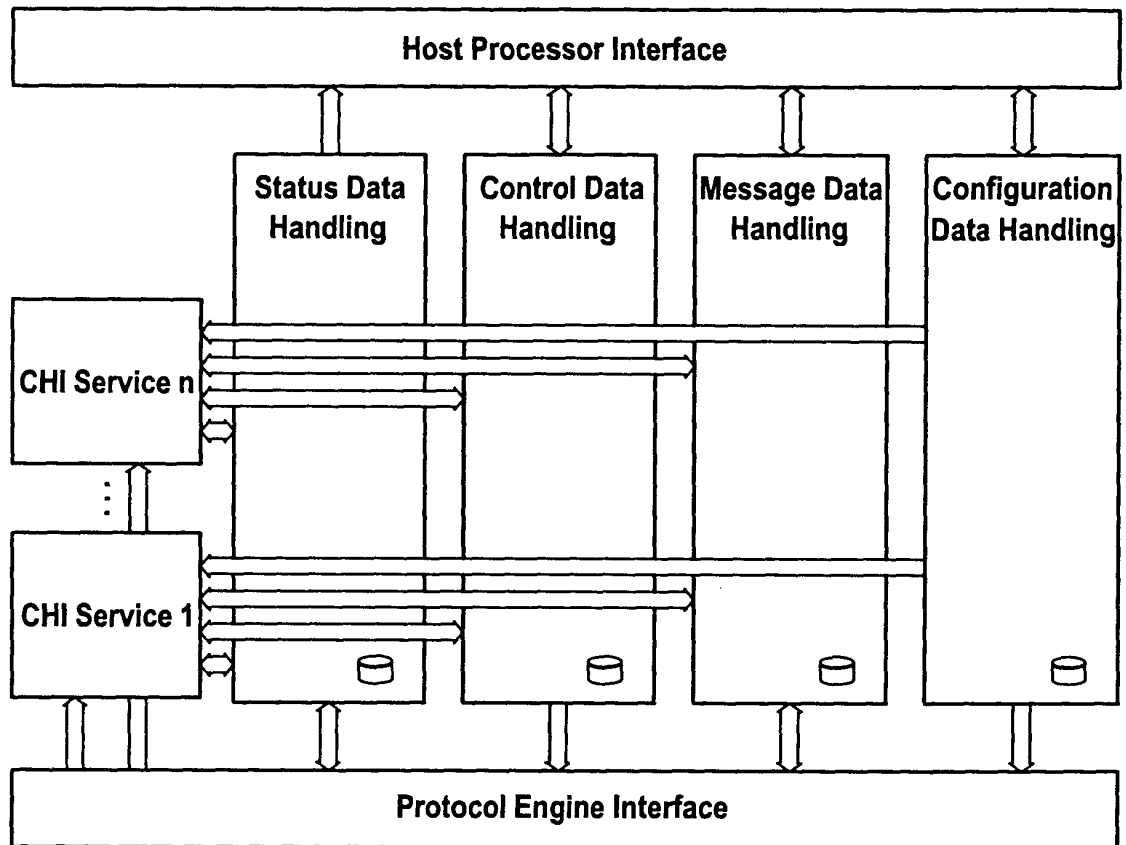 Host Processor Interface
Status Data
Handling
Control Data
Handling
Message Data
Handling
Configuration
Data Handling
CHI Service n
⋮
CHI Service 1
Protocol Engine Interface